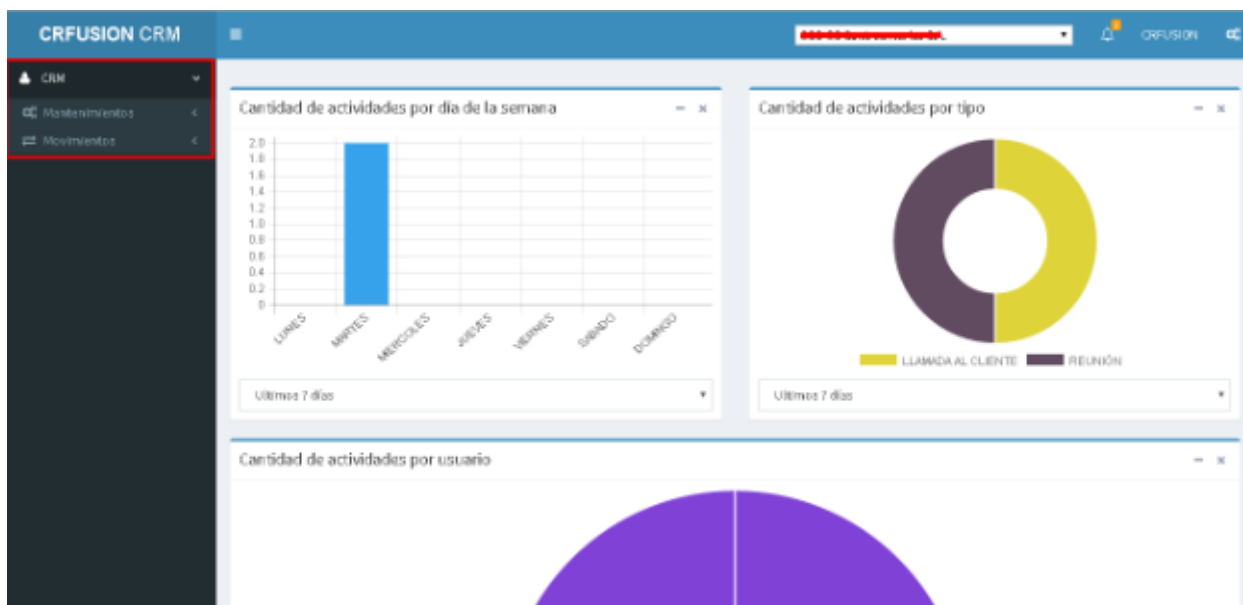 CRFUSION CRM
CRFUSION
CRM
Mantenimientos
Movimientos
Cantidad de actividades por día de la semana
2.0
1.8
1.6
1.4
1.2
1.0
0.8
0.6
0.4
0.2
0
LUNES
MARTES
MIERCOLES
JUEVES
VIERNES
SABADO
DOMINGO
Ultimos 7 días
Cantidad de actividades por tipo
LLAMADA AL CLIENTE
REUNIÓN
Ultimos 7 días
Cantidad de actividades por usuario